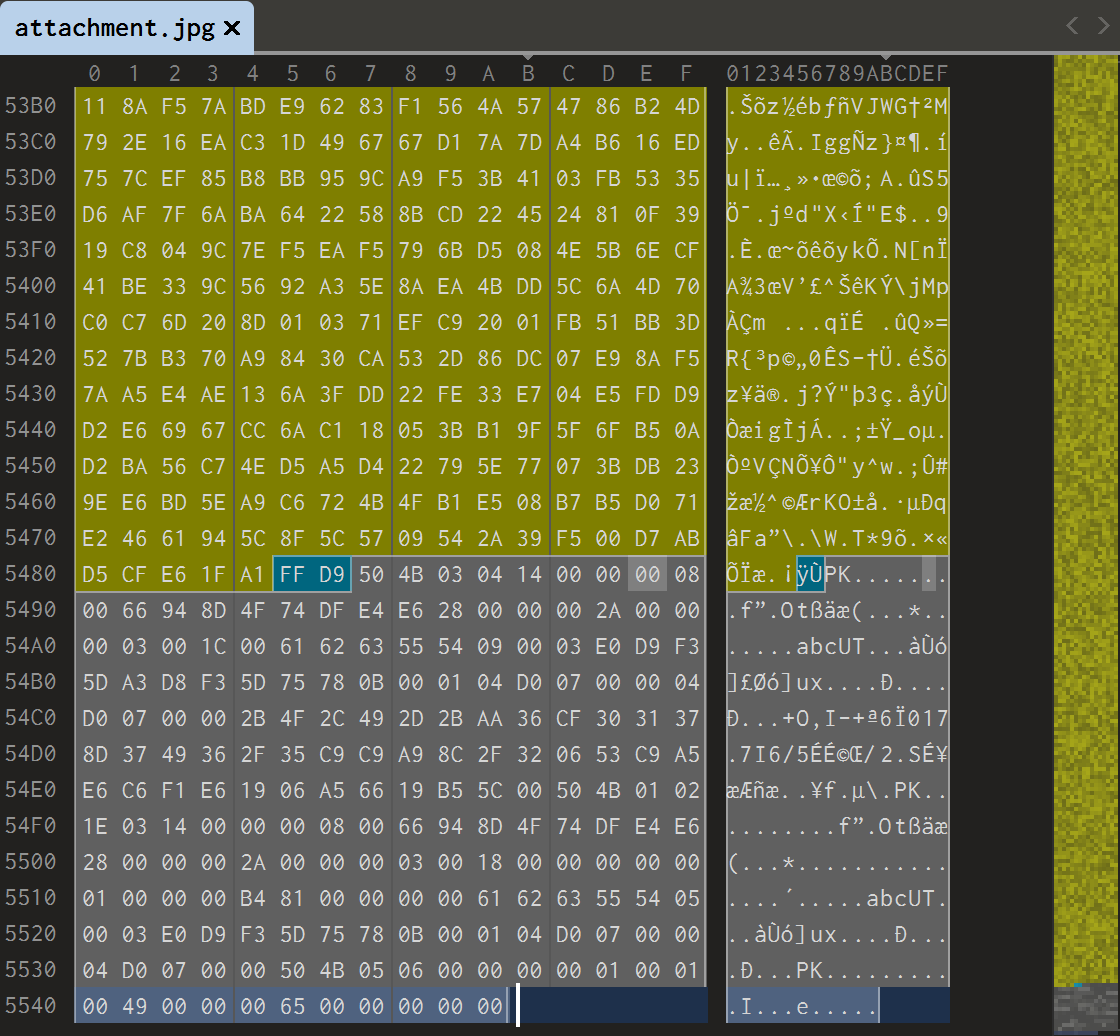 attachment.jpg ×
0 1 2 3 4 5 6 7 8 9 A B C D E F 0123456789ABCDEF
53B0 11 8A F5 7A BD E9 62 83 F1 56 4A 57 47 86 B2 4D .Šõz½ébƒñVJWG†²M
53C0 79 2E 16 EA C3 1D 49 67 67 D1 7A 7D A4 B6 16 ED y..êÃ.IggÑz}¤¶.í
53D0 75 7C EF 85 B8 BB 95 9C A9 F5 3B 41 03 FB 53 35 u|ï…¸»•œ©õ;A.ûS5
53E0 D6 AF 7F 6A BA 64 22 58 8B CD 22 45 24 81 0F 39 Ö¯.jºd"X‹Í"E$..9
53F0 19 C8 04 9C 7E F5 EA F5 79 6B D5 08 4E 5B 6E CF .È.œ~õêõykÕ.N[nÏ
5400 41 BE 33 9C 56 92 A3 5E 8A EA 4B DD 5C 6A 4D 70 A¾3œV’£^ŠêKÝ\jMp
5410 C0 C7 6D 20 8D 01 03 71 EF C9 20 01 FB 51 BB 3D ÀÇm ...qïÉ .ûQ»=
5420 52 7B B3 70 A9 84 30 CA 53 2D 86 DC 07 E9 8A F5 R{³p©„0ÊS-†Ü.éŠõ
5430 7A A5 E4 AE 13 6A 3F DD 22 FE 33 E7 04 E5 FD D9 z¥ä®.j?Ý"þ3ç.åýÙ
5440 D2 E6 69 67 CC 6A C1 18 05 3B B1 9F 5F 6F B5 0A ÒæigÌjÁ..;±Ÿ_oµ.
5450 D2 BA 56 C7 4E D5 A5 D4 22 79 5E 77 07 3B DB 23 ÒºVÇNÕ¥Ô"y^w.;Û#
5460 9E E6 BD 5E A9 C6 72 4B 4F B1 E5 08 B7 B5 D0 71 žæ½^©ÆrKO±å.·µÐq
5470 E2 46 61 94 5C 8F 5C 57 09 54 2A 39 F5 00 D7 AB âFa”\.\W.T*9õ.×«
5480 D5 CF E6 1F A1 FF D9 50 4B 03 04 14 00 00 00 08 ÕÏæ.¡ÿÙPK.......
5490 00 66 94 8D 4F 74 DF E4 E6 28 00 00 00 2A 00 00 .f”.Otßäæ(...*..
54A0 00 03 00 1C 00 61 62 63 55 54 09 00 03 E0 D9 F3 .....abcUT...àÙó
54B0 5D A3 D8 F3 5D 75 78 0B 00 01 04 D0 07 00 00 04 ]£Øó]ux....Ð....
54C0 D0 07 00 00 2B 4F 2C 49 2D 2B AA 36 CF 30 31 37 Ð...+O,I-+ª6Ï017
54D0 8D 37 49 36 2F 35 C9 C9 A9 8C 2F 32 06 53 C9 A5 .7I6/5ÉÉ©Œ/2.SÉ¥
54E0 E6 C6 F1 E6 19 06 A5 66 19 B5 5C 00 50 4B 01 02 æÆñæ..¥f.µ\.PK..
54F0 1E 03 14 00 00 00 08 00 66 94 8D 4F 74 DF E4 E6 ........f”.Otßäæ
5500 28 00 00 00 2A 00 00 00 03 00 18 00 00 00 00 00 (...*...........
5510 01 00 00 00 B4 81 00 00 00 00 61 62 63 55 54 05 ....´.....abcUT.
5520 00 03 E0 D9 F3 5D 75 78 0B 00 01 04 D0 07 00 00 ..àÙó]ux....Ð...
5530 04 D0 07 00 00 50 4B 05 06 00 00 00 00 01 00 01 .Ð...PK.........
5540 00 49 00 00 00 65 00 00 00 00 00 .I...e.....